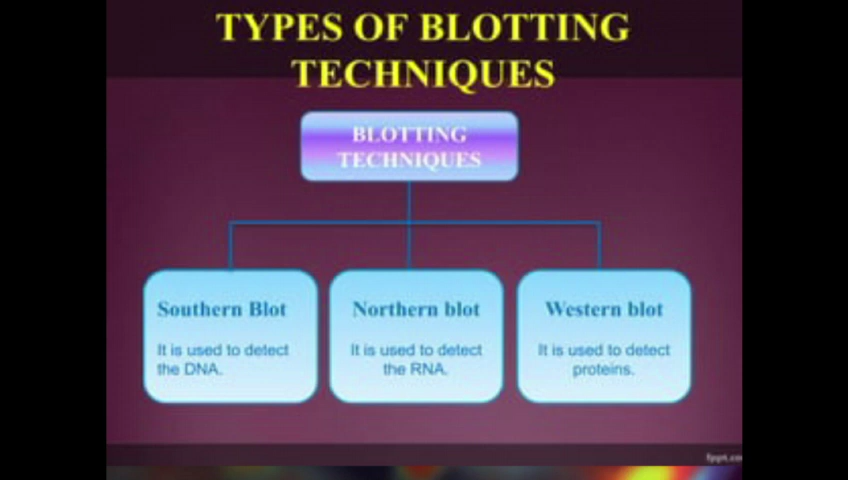 TYPES OF BLOTTING
TECHNIQUES
BLOTTING
TECHNIQUES
Southern Blot
It is used to detect
the DNA.
Northern blot
It is used to detect
the RNA.
Western blot
It is used to detect
proteins.